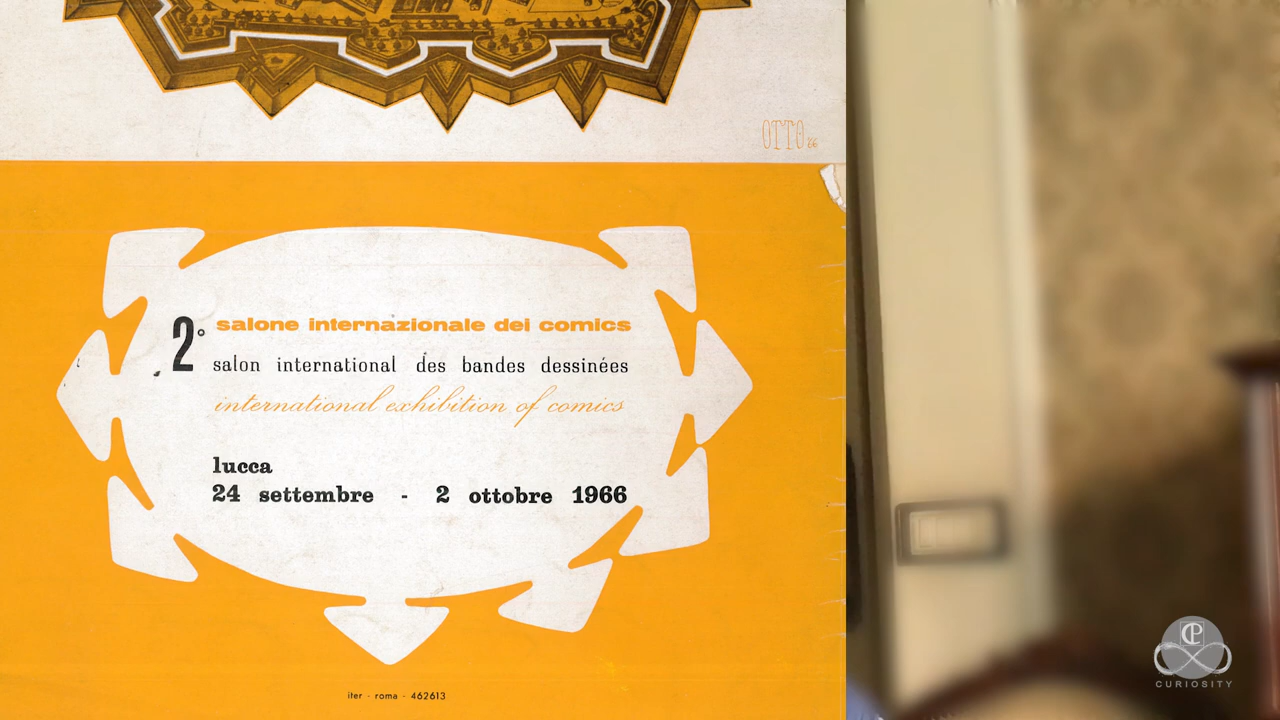 OTTO 66
2° salone internazionale dei comics
salon international des bandes dessinées
international exhibition of comics
lucca
24 settembre - 2 ottobre 1966
iter - roma - 462613
CP
CURIOSITY